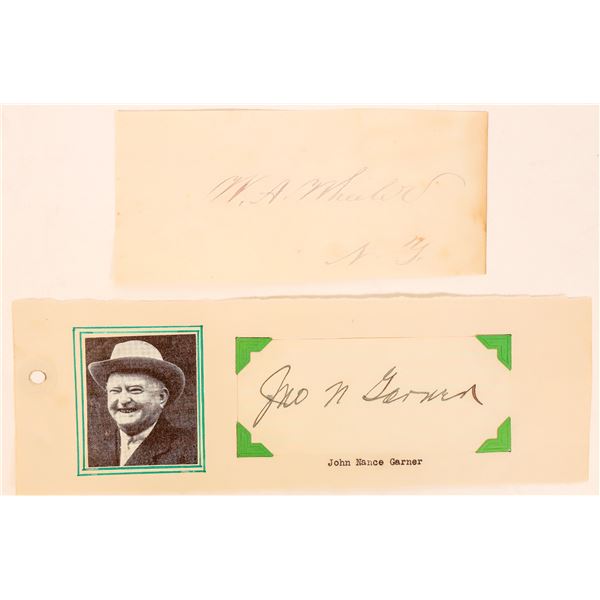 W. A. Wheeler
N. Y.
Jno N Garner
John Nance Garner